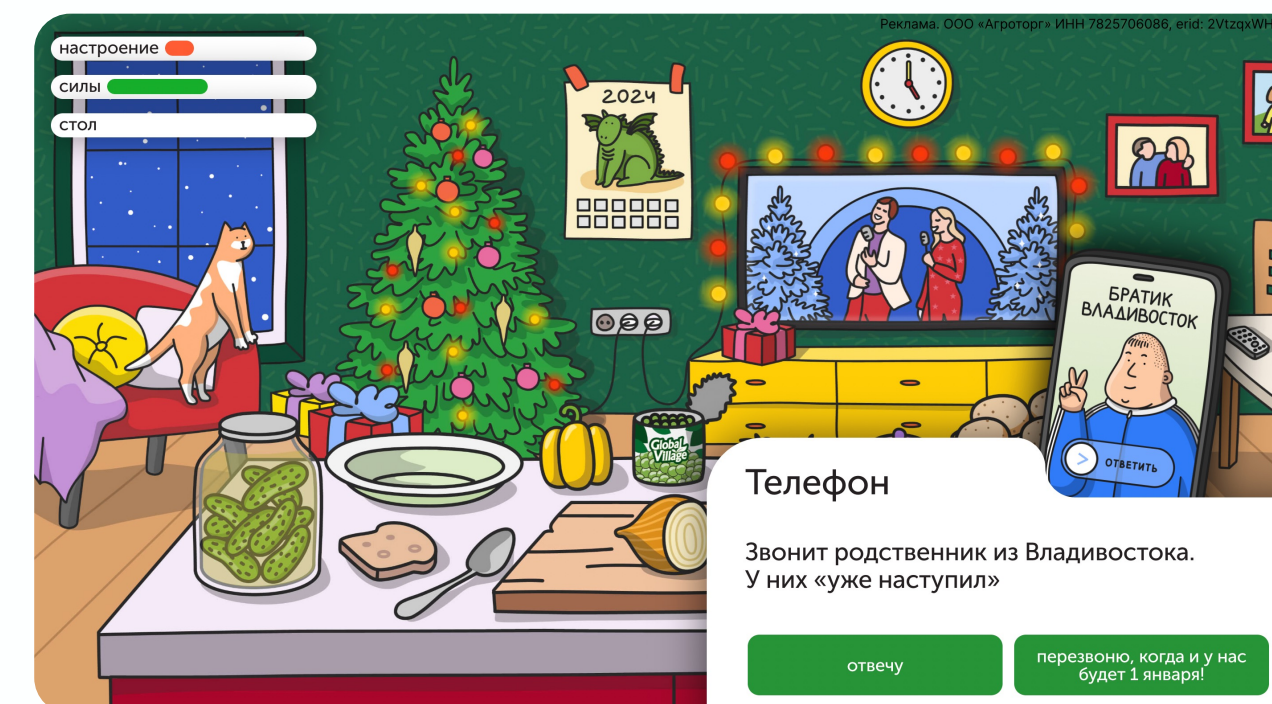 Реклама. ООО «Агроторг» ИНН 7825706086, erid: 2VtzqxWH
настроение
силы
стол
2024
БРАТИК
ВЛАДИВОСТОК
ОТВЕТИТЬ
Global
Village
Телефон
Звонит родственник из Владивостока.
У них «уже наступил»
отвечу
перезвоню, когда и у нас
будет 1 января!